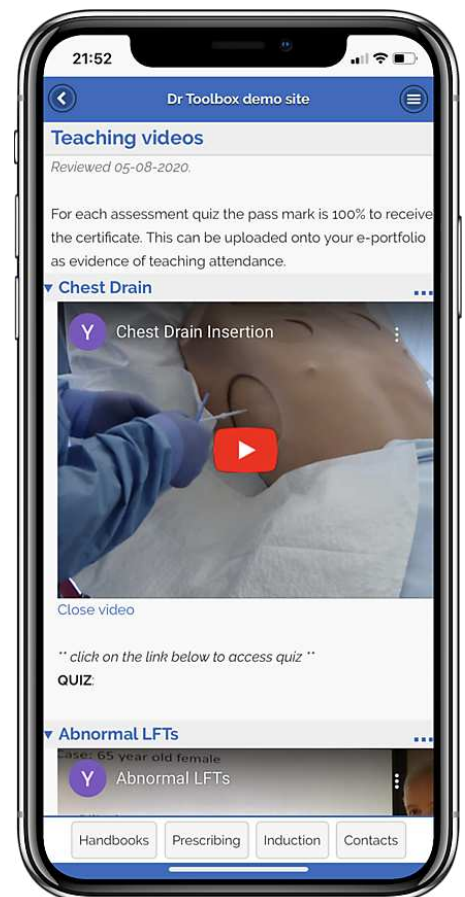 21:52
Dr Toolbox demo site
Teaching videos
Reviewed 05-08-2020.
For each assessment quiz the pass mark is 100% to receive
the certificate. This can be uploaded onto your e-portfolio
as evidence of teaching attendance.
Chest Drain
Y Chest Drain Insertion
Close video
** click on the link below to access quiz **
QUIZ:
Abnormal LFTs
Case: 65 year old female
Y Abnormal LFTs
Handbooks Prescribing Induction Contacts